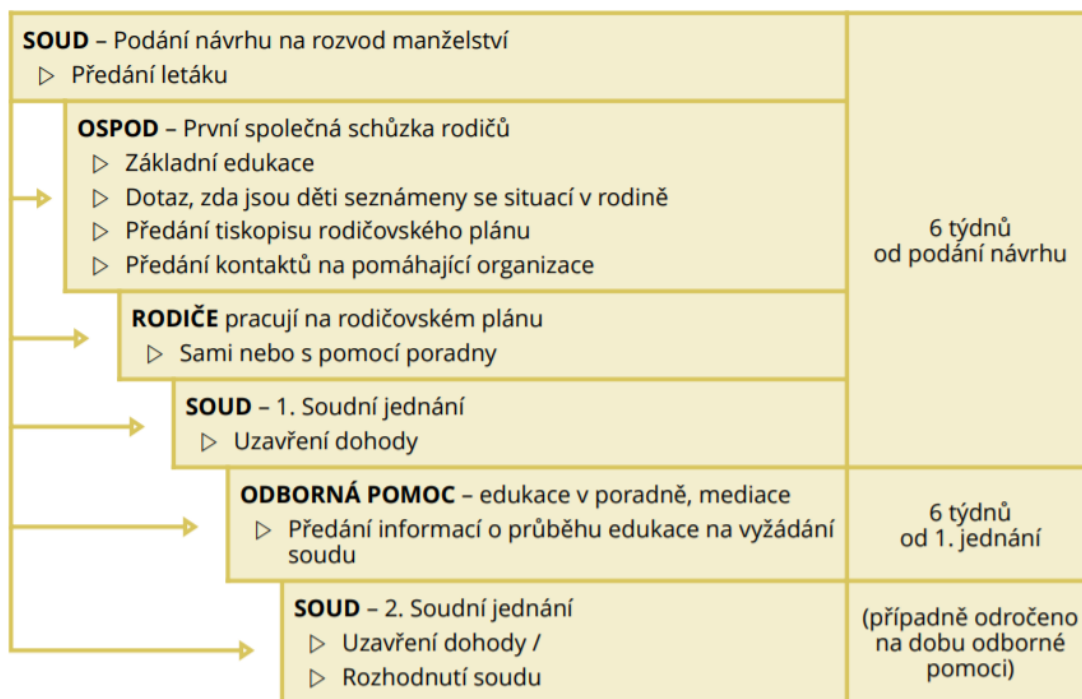 SOUD – Podání návrhu na rozvod manželství
▷ Předání letáku
OSPOD – První společná schůzka rodičů
▷ Základní edukace
▷ Dotaz, zda jsou děti seznámeny se situací v rodině
▷ Předání tiskopisu rodičovského plánu
▷ Předání kontaktů na pomáhající organizace
RODIČE pracují na rodičovském plánu
▷ Sami nebo s pomocí poradny
SOUD – 1. Soudní jednání
▷ Uzavření dohody
6 týdnů
od podání návrhu
ODBORNÁ POMOC – edukace v poradně, mediace
▷ Předání informací o průběhu edukace na vyžádání
soudu
6 týdnů
od 1. jednání
SOUD – 2. Soudní jednání
▷ Uzavření dohody /
▷ Rozhodnutí soudu
(případně odročeno
na dobu odborné
pomoci)